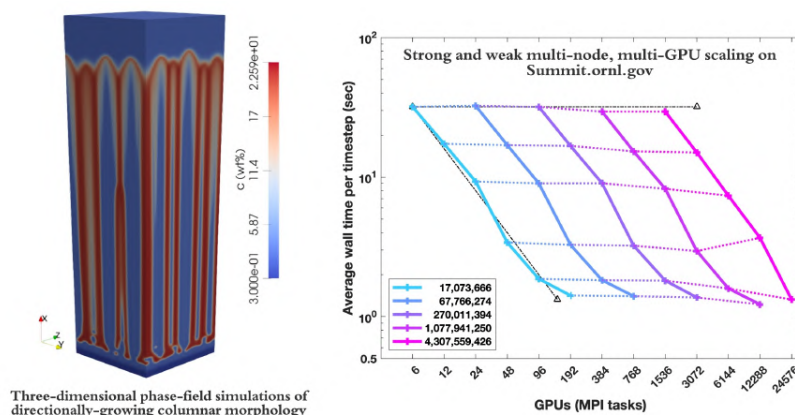 2.259e+01
17
11.4
5.87
3.000e-01
c (wt%)
X
Z
Y
Three-dimensional phase-field simulations of
directionally-growing columnar morphology
Strong and weak multi-node, multi-GPU scaling on
Summit.ornl.gov
Average wall time per timestep (sec)
10²
10¹
10⁰
0.5
17,073,666
67,766,274
270,011,394
1,077,941,250
4,307,559,426
6 12 24 48 96 192 384 768 1536 3072 6144 12288 24576
GPUs (MPI tasks)